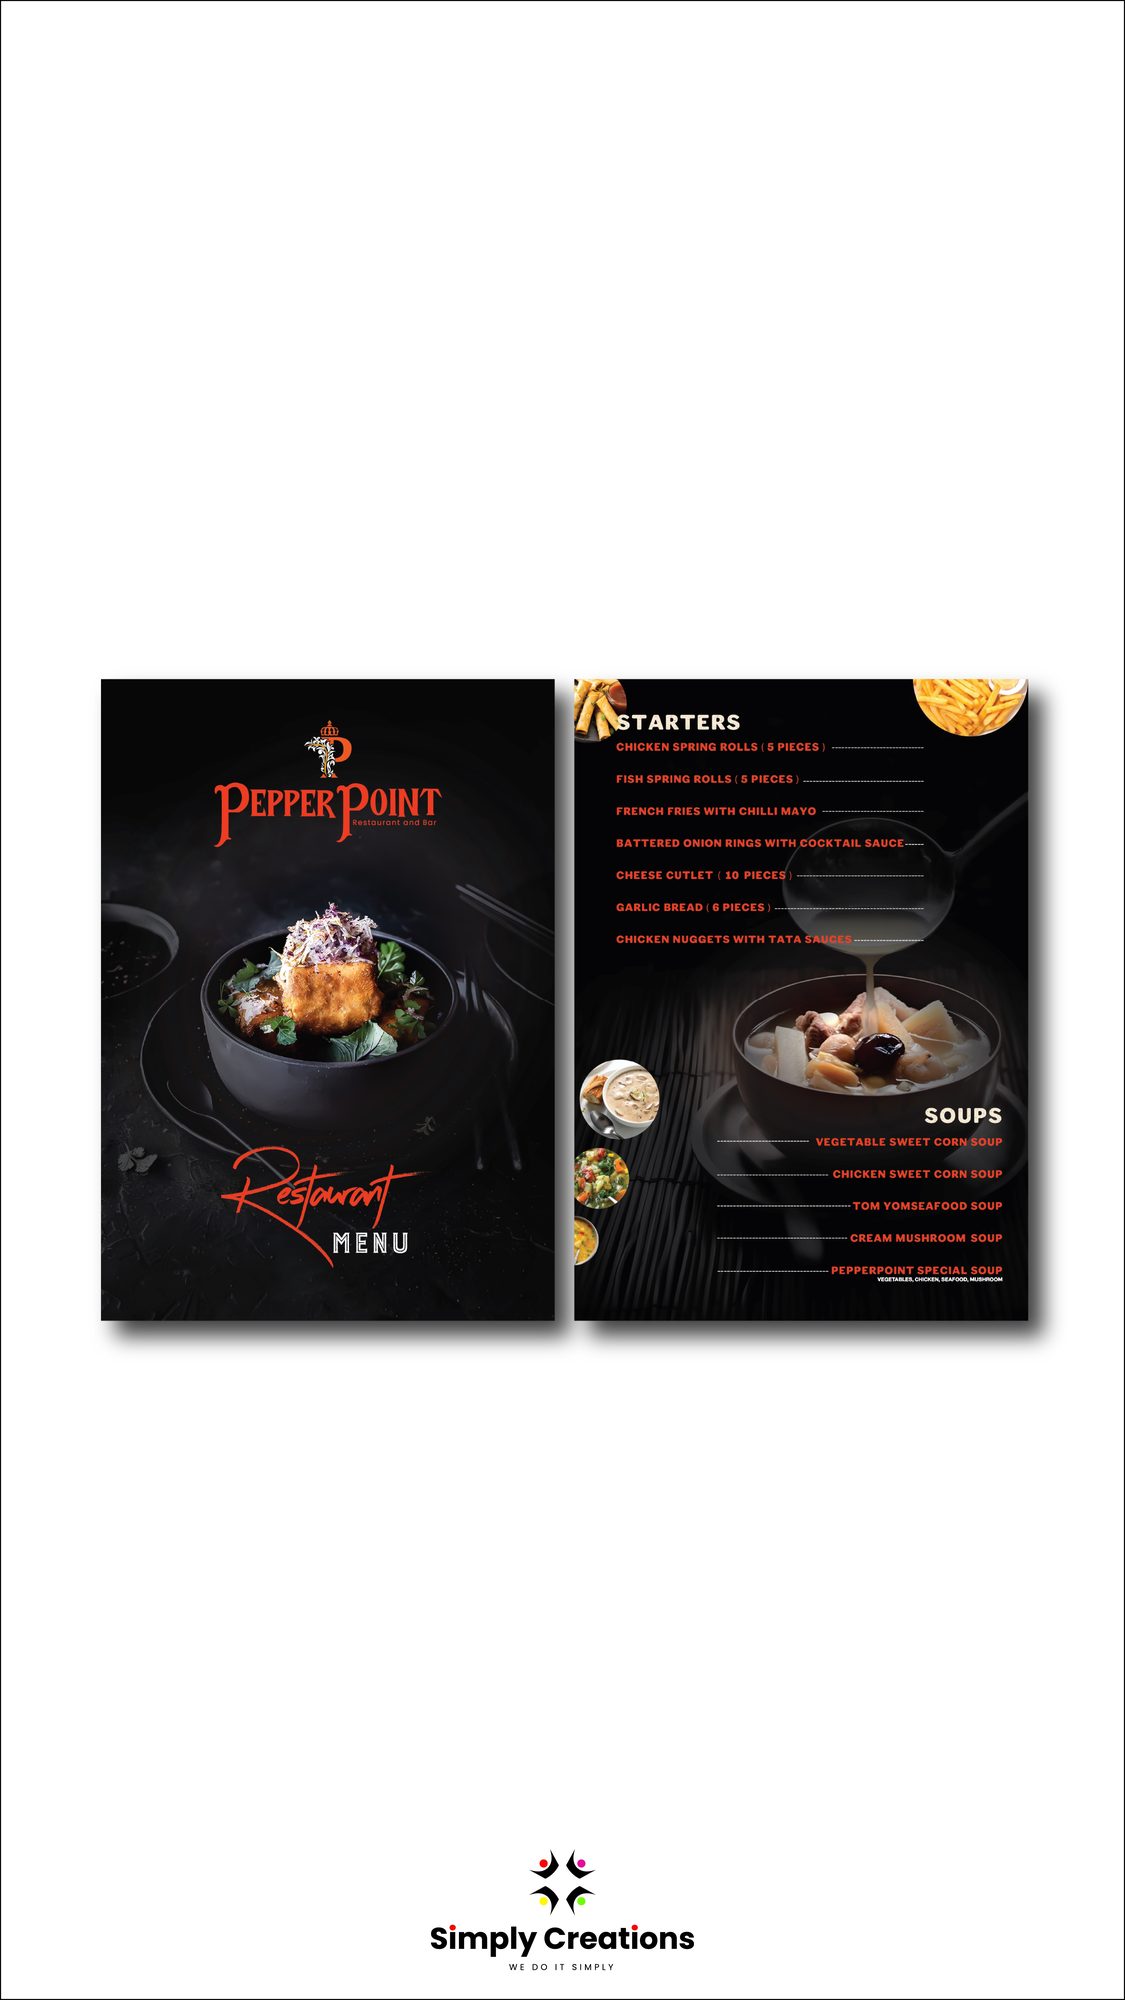 P
PEPPER POINT
Restaurant and Bar
Restaurant
MENU
STARTERS
CHICKEN SPRING ROLLS ( 5 PIECES )
FISH SPRING ROLLS ( 5 PIECES )
FRENCH FRIES WITH CHILLI MAYO
BATTERED ONION RINGS WITH COCKTAIL SAUCE
CHEESE CUTLET ( 10 PIECES )
GARLIC BREAD ( 6 PIECES )
CHICKEN NUGGETS WITH TATA SAUCES
SOUPS
VEGETABLE SWEET CORN SOUP
CHICKEN SWEET CORN SOUP
TOM YOMSEAFOOD SOUP
CREAM MUSHROOM SOUP
PEPPERPOINT SPECIAL SOUP
VEGETABLES, CHICKEN, SEAFOOD, MUSHROOM
Simply Creations
WE DO IT SIMPLY